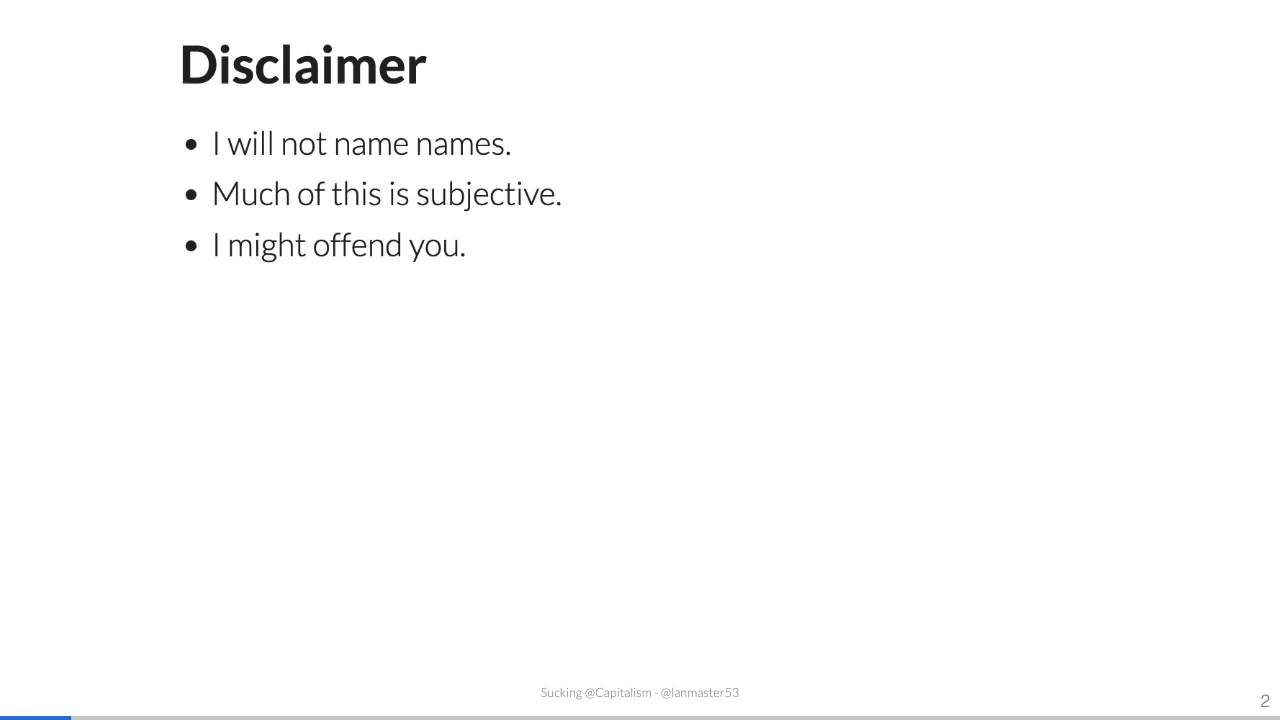 Disclaimer
• I will not name names.
• Much of this is subjective.
• I might offend you.
Sucking @Capitalism - @lanmaster53
2